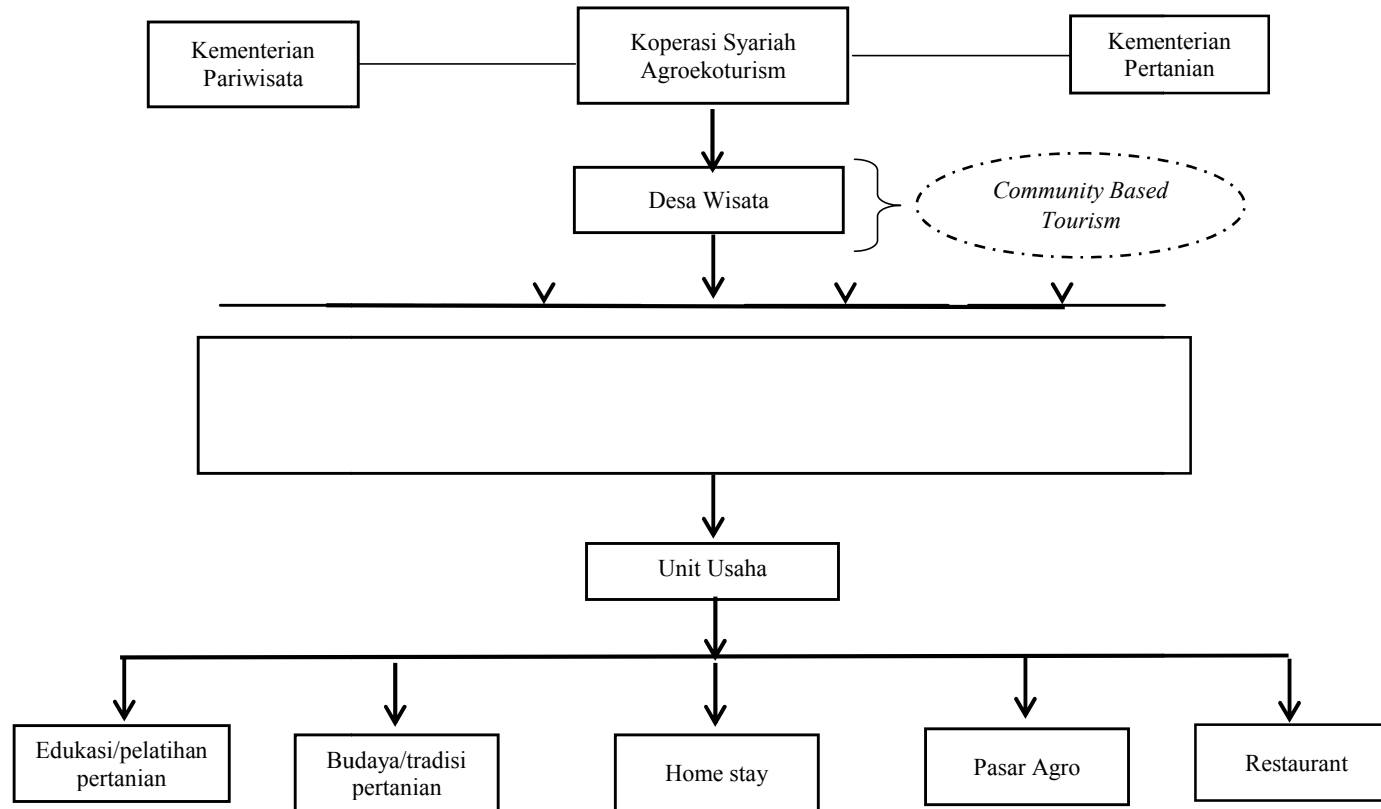 Kementerian
Pariwisata
Koperasi Syariah
Agroekoturism
Kementerian
Pertanian
Desa Wisata
Community Based
Tourism
Unit Usaha
Edukasi/pelatihan
pertanian
Budaya/tradisi
pertanian
Home stay
Pasar Agro
Restaurant